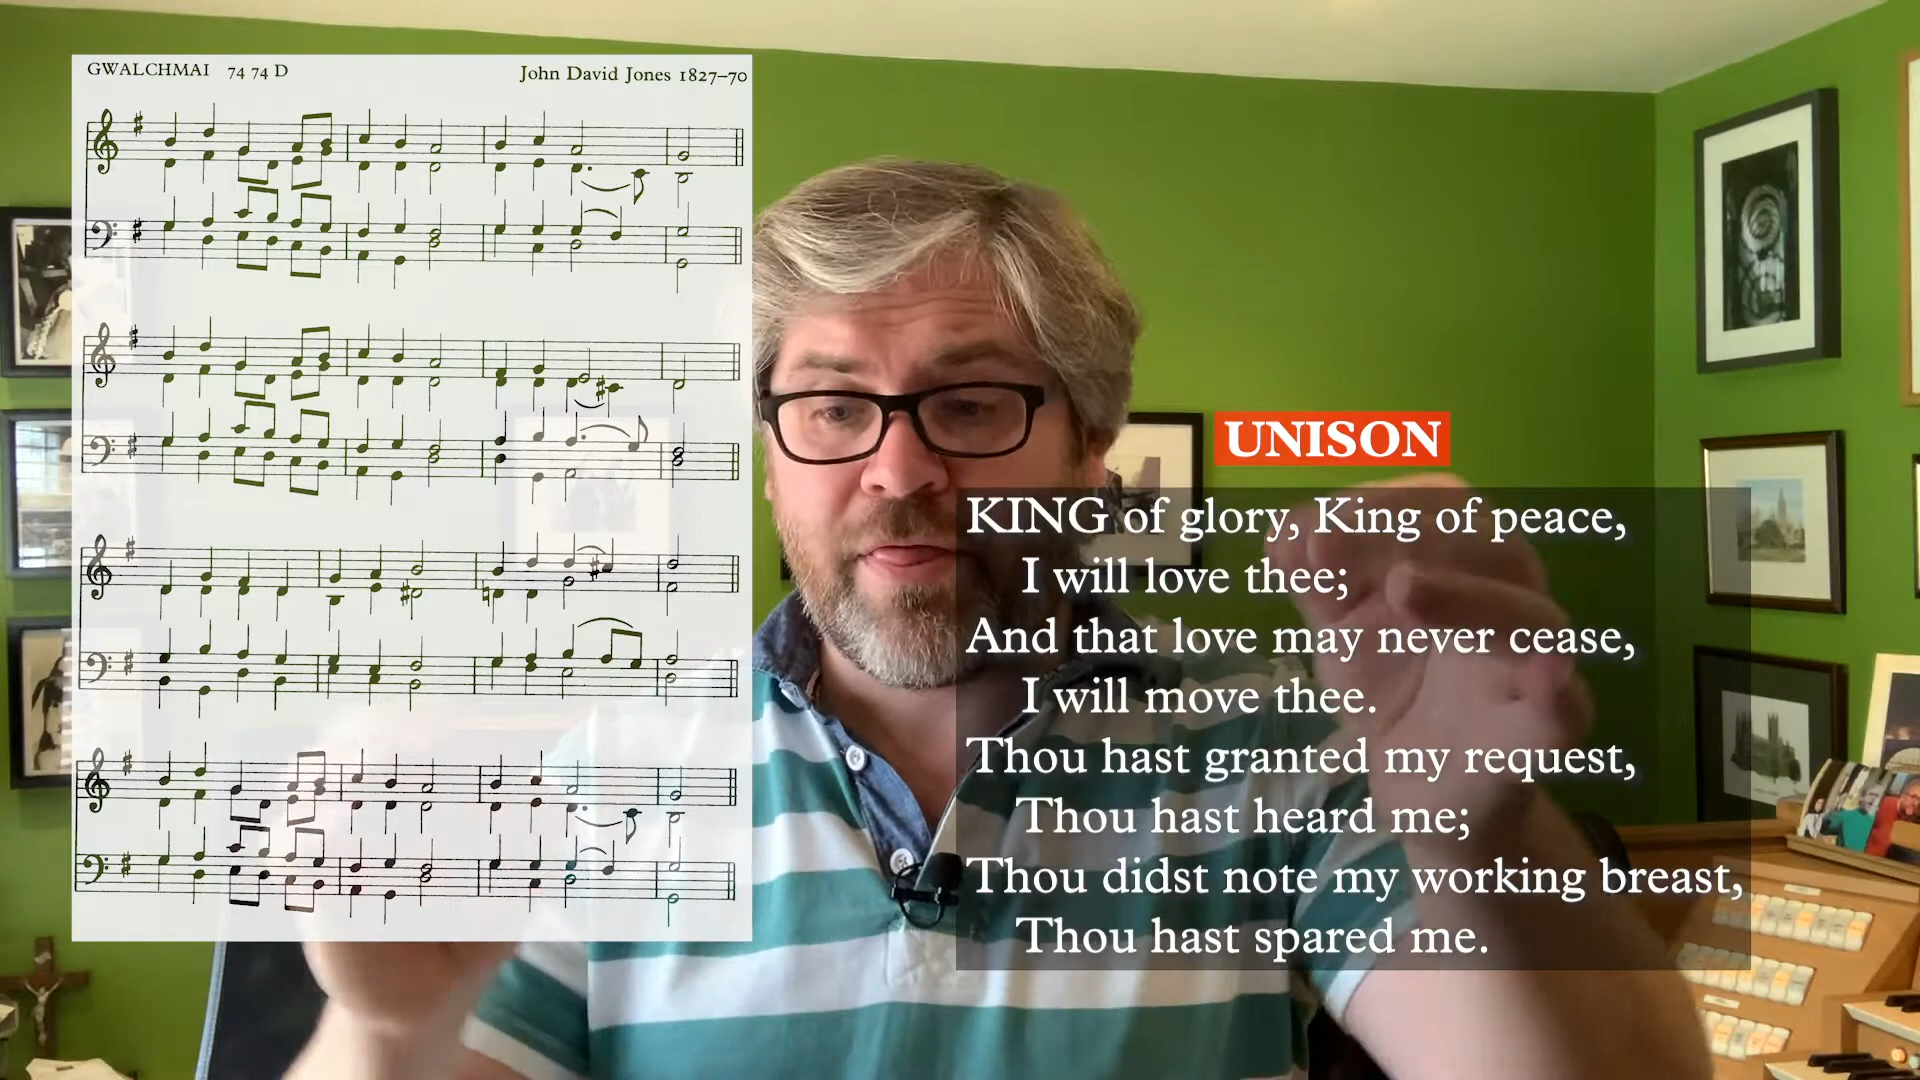 GWALCHMAI 74 74 D
John David Jones 1827–70
UNISON
KING of glory, King of peace,
I will love thee;
And that love may never cease,
I will move thee.
Thou hast granted my request,
Thou hast heard me;
Thou didst note my working breast,
Thou hast spared me.